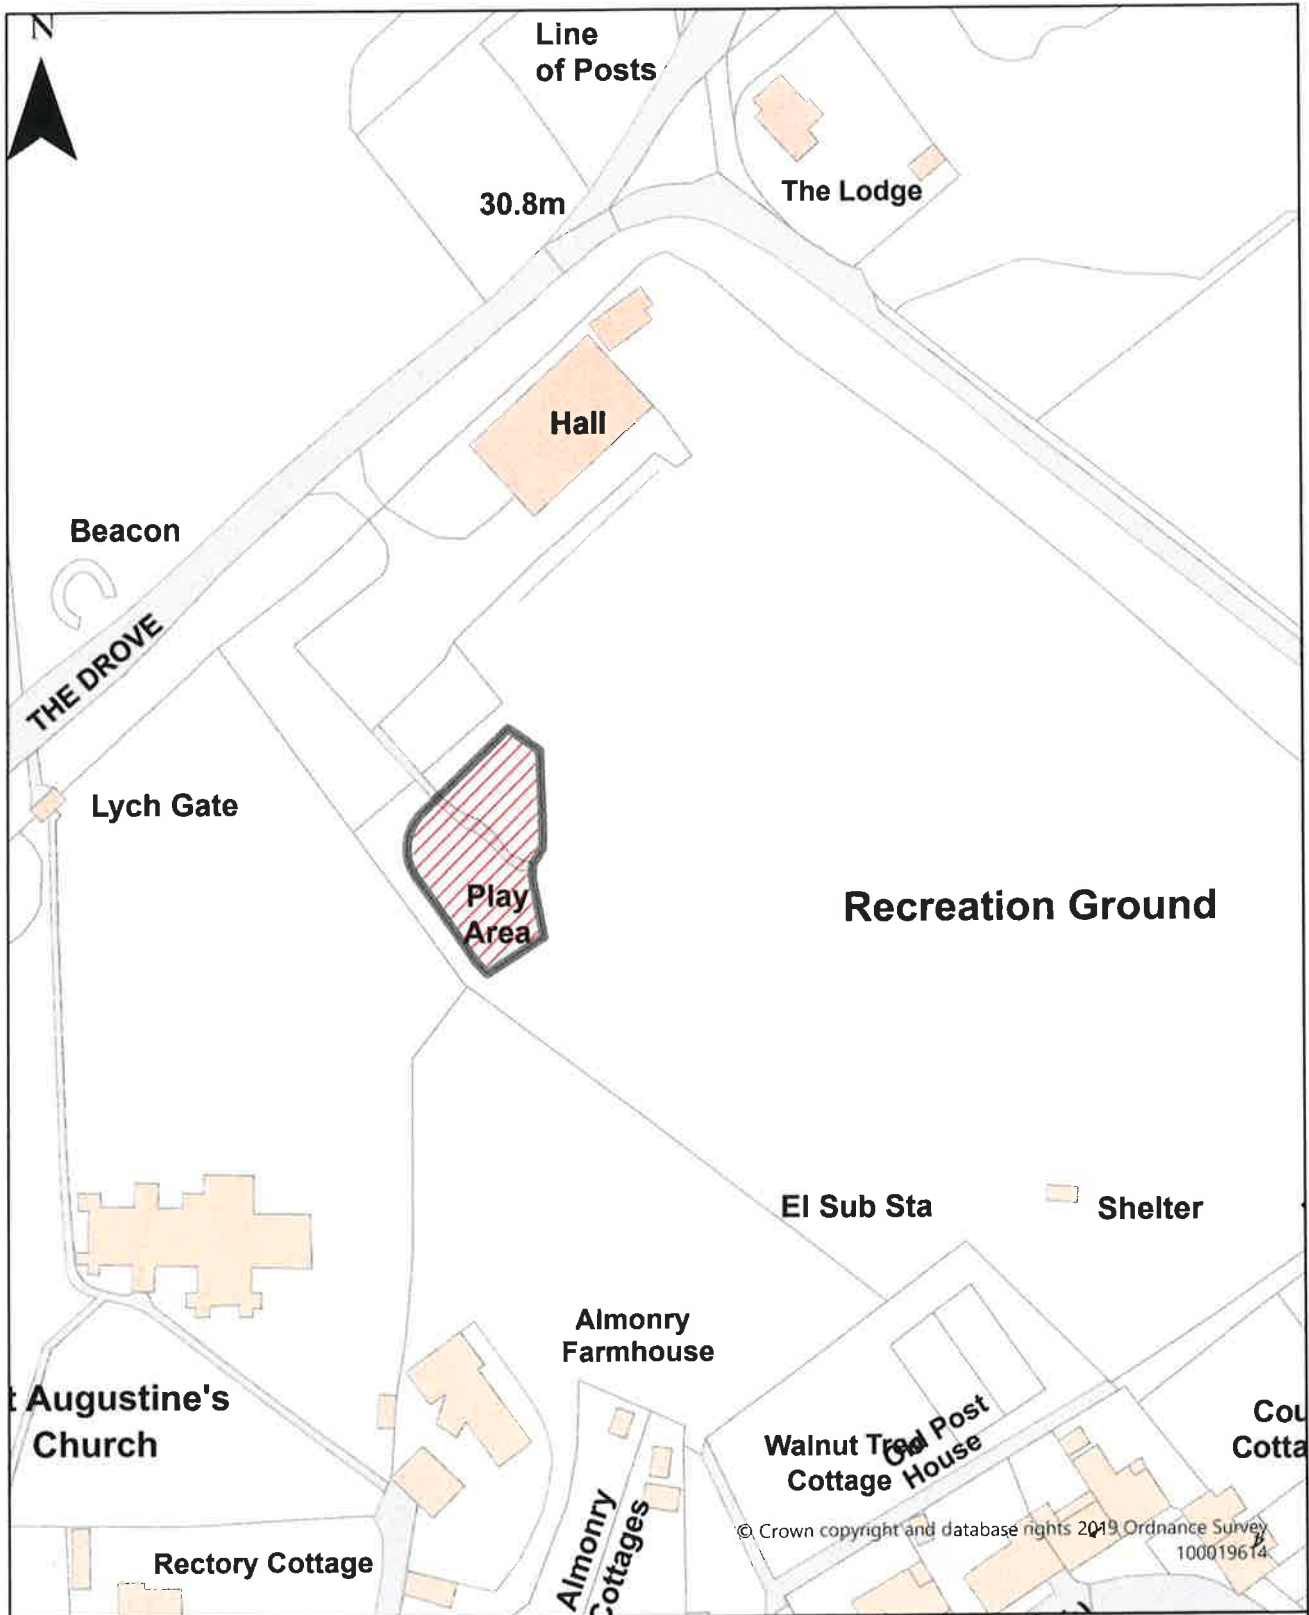 N
Line
of Posts
The Lodge
30.8m
Hall
Beacon
THE DROVE
Lych Gate
Play
Area
Recreation Ground
El Sub Sta
Shelter
Almonry
Farmhouse
t Augustine's
Church
Walnut Tree
Cottage
Old Post
House
Cou
Cotta
Almonry
Cottages
Rectory Cottage
© Crown copyright and database rights 2019 Ordnance Survey
100019614